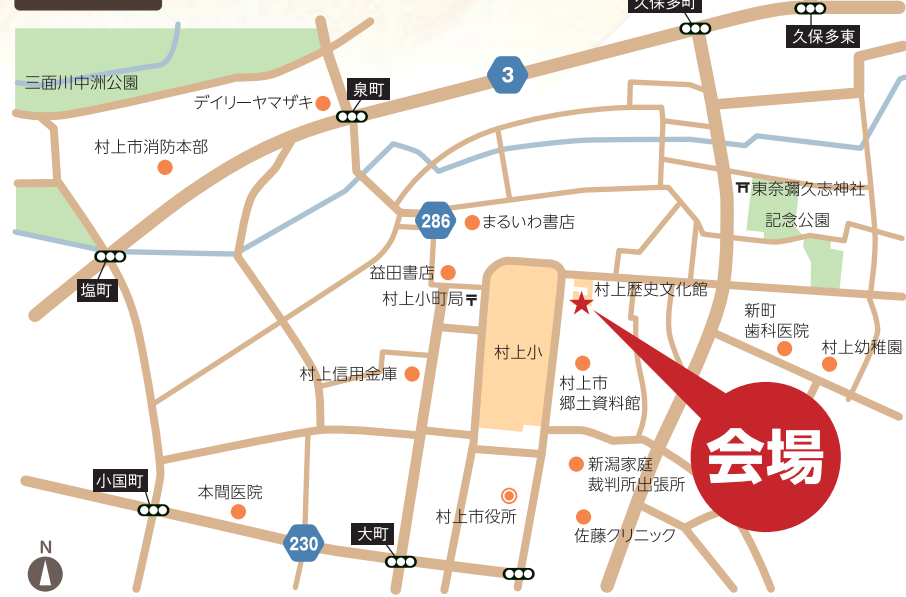 久保多町
久保多東
3
三面川中洲公園
泉町
デイリーヤマザキ
村上市消防本部
東奈彌久志神社
記念公園
286
まるいわ書店
益田書店
塩町
村上小町局〒
村上歴史文化館
新町
歯科医院
村上幼稚園
村上小
村上信用金庫
村上市
郷土資料館
会場
新潟家庭
裁判所出張所
小国町
本間医院
村上市役所
佐藤クリニック
大町
230
N